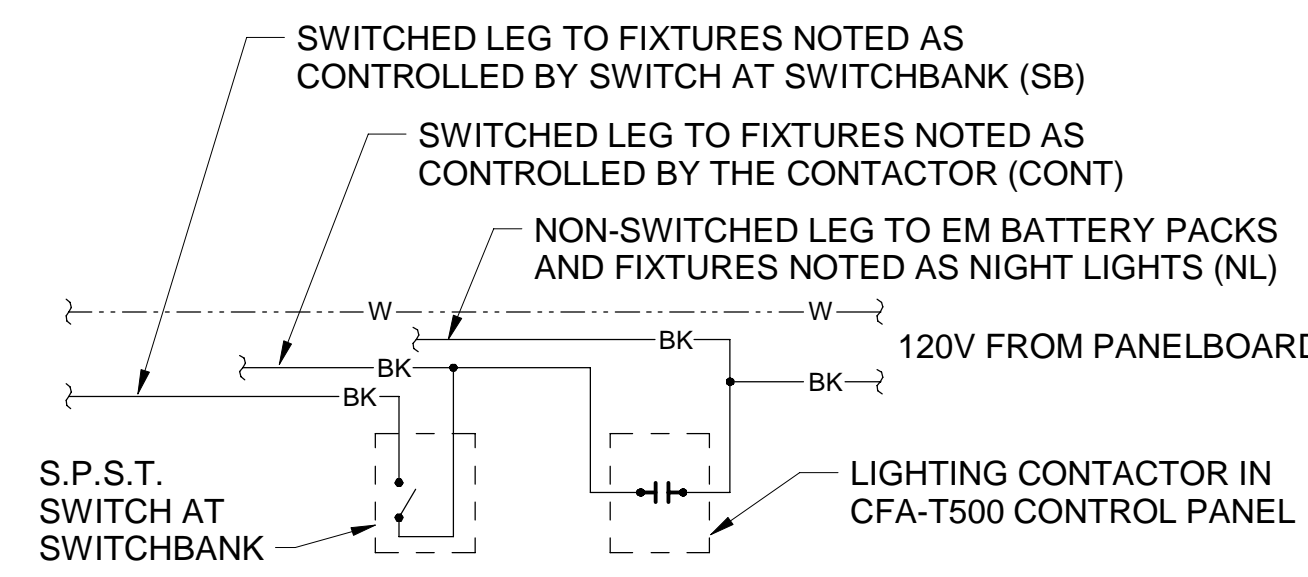 SWITCHED LEG TO FIXTURES NOTED AS
CONTROLLED BY SWITCH AT SWITCHBANK (SB)
SWITCHED LEG TO FIXTURES NOTED AS
CONTROLLED BY THE CONTACTOR (CONT)
NON-SWITCHED LEG TO EM BATTERY PACKS
AND FIXTURES NOTED AS NIGHT LIGHTS (NL)
W W
BK
120V FROM PANELBOARD
BK BK
BK
S.P.S.T.
SWITCH AT
SWITCHBANK
LIGHTING CONTACTOR IN
CFA-T500 CONTROL PANEL